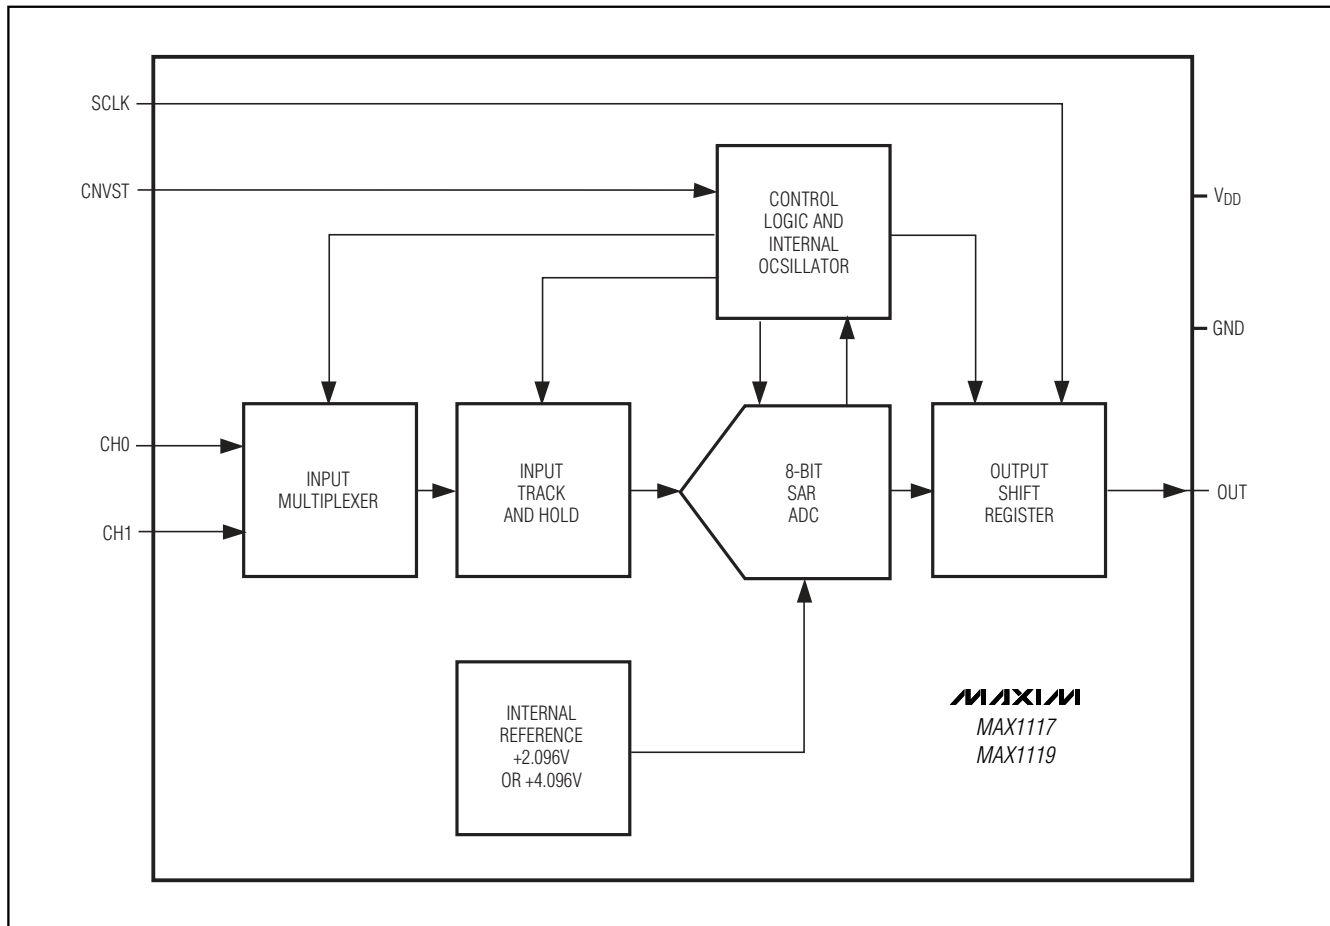 SCLK
CNVST
CONTROL
LOGIC AND
INTERNAL
OCSILLATOR
VDD
GND
CH0
CH1
INPUT
MULTIPLEXER
INPUT
TRACK
AND HOLD
8-BIT
SAR
ADC
OUTPUT
SHIFT
REGISTER
OUT
INTERNAL
REFERENCE
+2.096V
OR +4.096V
MAXIM
MAX1117
MAX1119